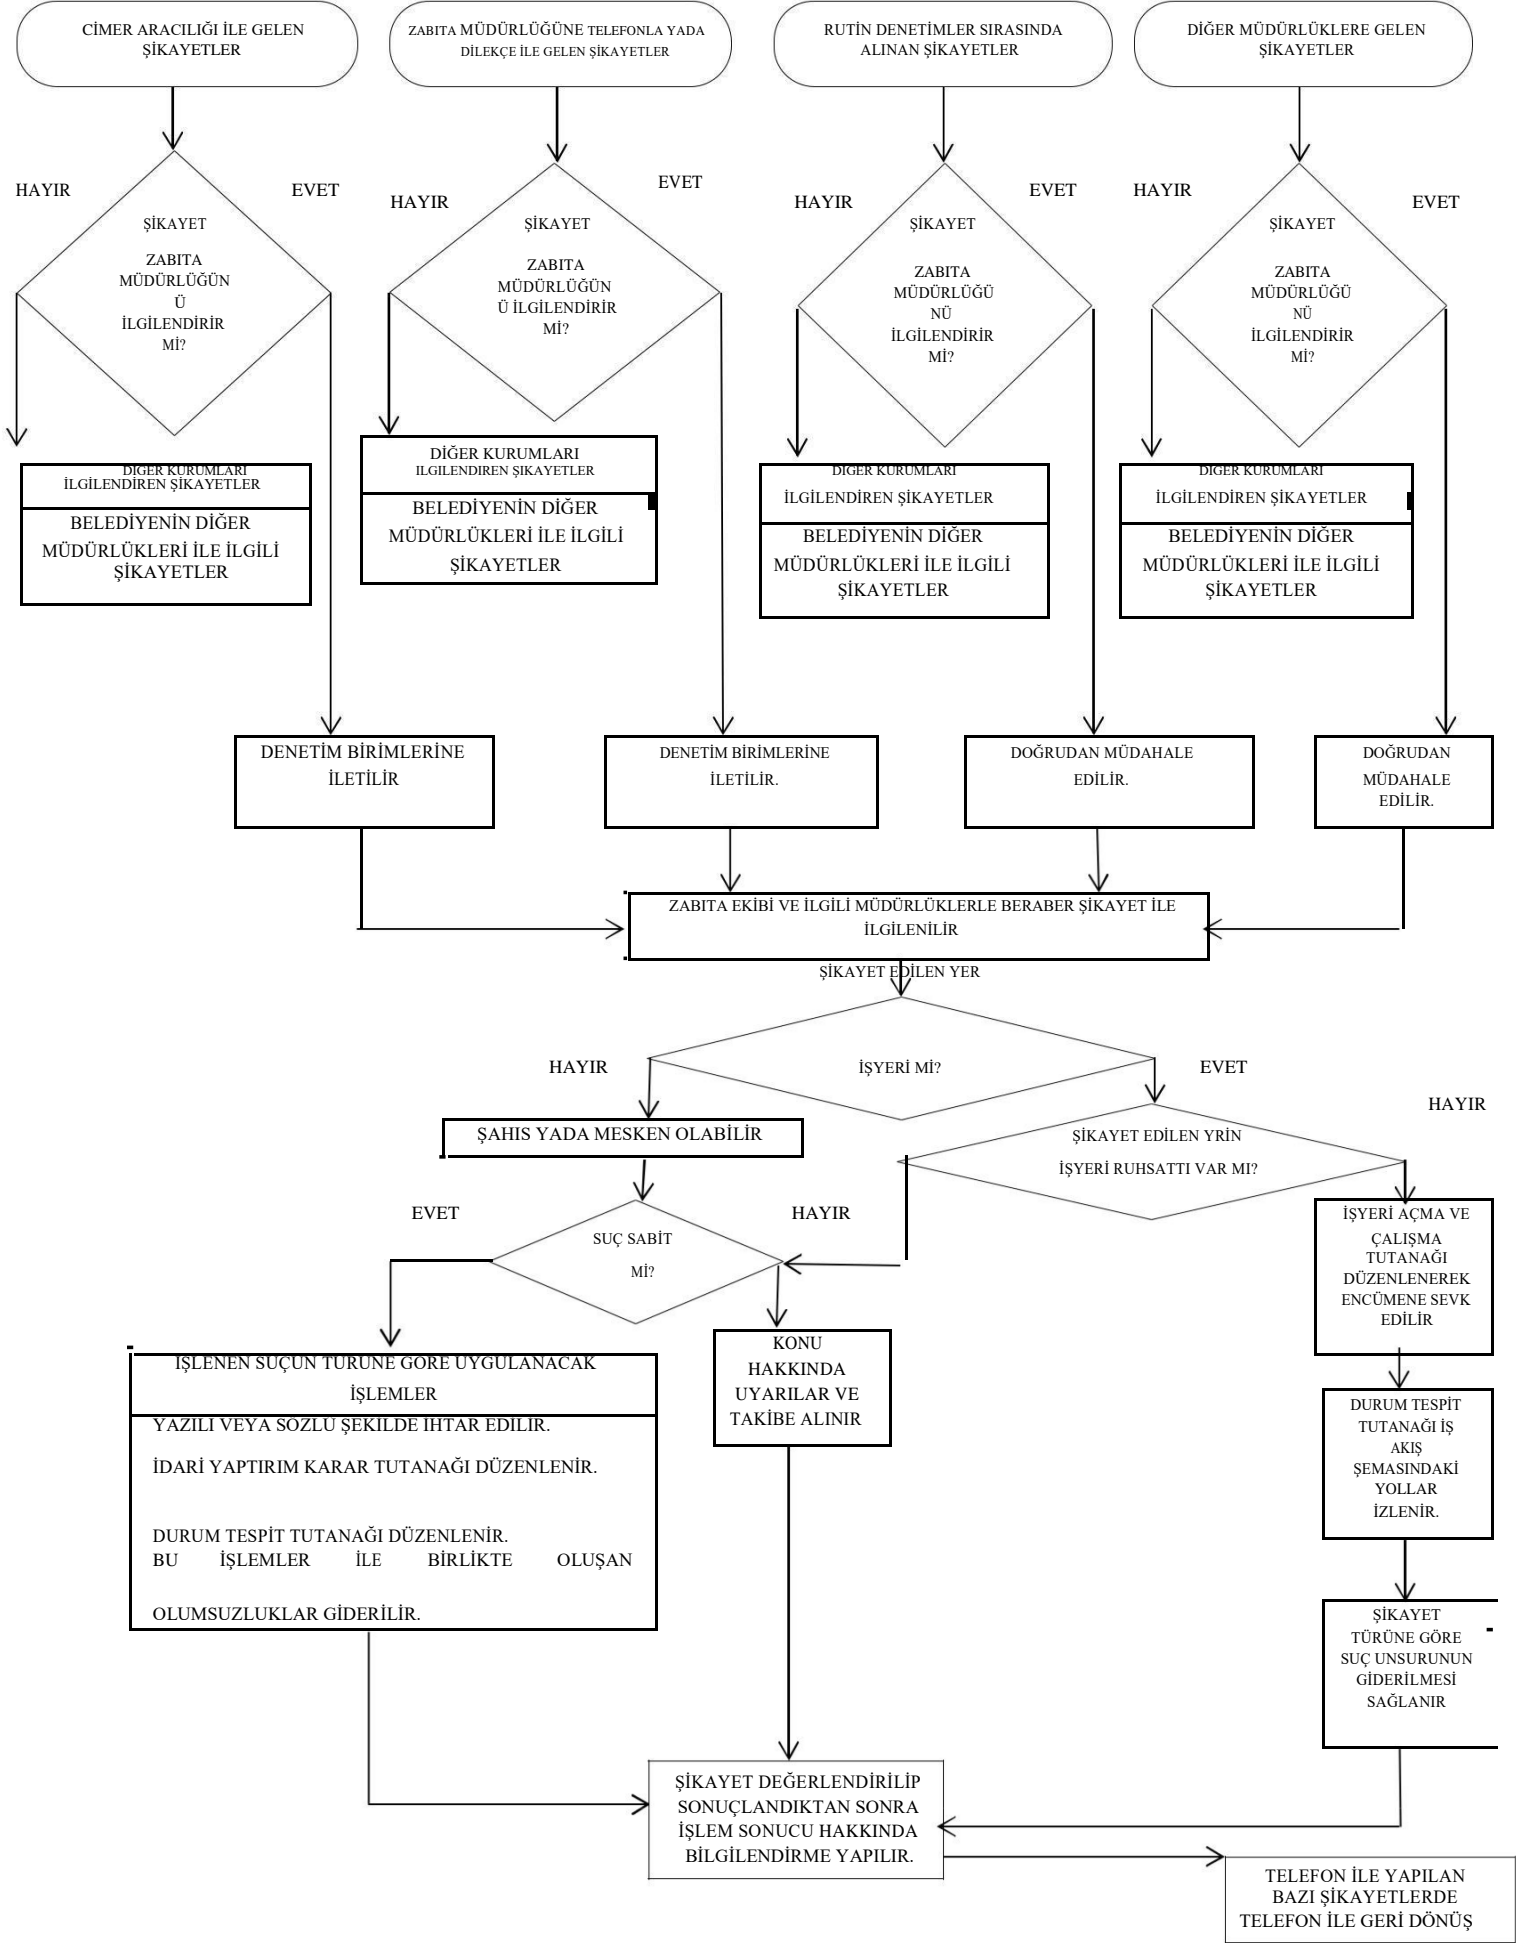 CİMER ARACILIĞI İLE GELEN
ŞİKAYETLER
ZABITA MÜDÜRLÜĞÜNE TELEFONLA YADA
DİLEKÇE İLE GELEN ŞİKAYETLER
RUTİN DENETİMLER SIRASINDA
ALINAN ŞİKAYETLER
DİĞER MÜDÜRLÜKLERE GELEN
ŞİKAYETLER
HAYIR
EVET
ŞİKAYET
ZABITA
MÜDÜRLÜĞÜN
Ü
İLGİLENDİRİR
Mİ?
HAYIR
EVET
ŞİKAYET
ZABITA
MÜDÜRLÜĞÜN
Ü İLGİLENDİRİR
Mİ?
HAYIR
EVET
ŞİKAYET
ZABITA
MÜDÜRLÜĞÜ
NÜ
İLGİLENDİRİR
Mİ?
HAYIR
EVET
ŞİKAYET
ZABITA
MÜDÜRLÜĞÜ
NÜ
İLGİLENDİRİR
Mİ?
DİĞER KURUMLARI
İLGİLENDİREN ŞİKAYETLER
BELEDİYENİN DİĞER
MÜDÜRLÜKLERİ İLE İLGİLİ
ŞİKAYETLER
DİĞER KURUMLARI
ILGILENDIREN ŞIKAYETLER
BELEDİYENİN DİĞER
MÜDÜRLÜKLERİ İLE İLGİLİ
ŞİKAYETLER
DİĞER KURUMLARI
İLGİLENDİREN ŞİKAYETLER
BELEDİYENİN DİĞER
MÜDÜRLÜKLERİ İLE İLGİLİ
ŞİKAYETLER
DİĞER KURUMLARI
İLGİLENDİREN ŞİKAYETLER
BELEDİYENİN DİĞER
MÜDÜRLÜKLERİ İLE İLGİLİ
ŞİKAYETLER
DENETİM BİRİMLERİNE
İLETİLİR
DENETİM BİRİMLERİNE
İLETİLİR.
DOĞRUDAN MÜDAHALE
EDİLİR.
DOĞRUDAN
MÜDAHALE
EDİLİR.
ZABITA EKİBİ VE İLGİLİ MÜDÜRLÜKLERLE BERABER ŞİKAYET İLE
İLGİLENİLİR
ŞİKAYET EDİLEN YER
HAYIR
İŞYERİ Mİ?
EVET
HAYIR
ŞAHIS YADA MESKEN OLABİLİR
ŞİKAYET EDİLEN YRİN
İŞYERİ RUHSATTI VAR MI?
EVET
SUÇ SABİT
Mİ?
HAYIR
İŞYERİ AÇMA VE
ÇALIŞMA
TUTANAĞI
DÜZENLENEREK
ENCÜMENE SEVK
EDİLİR
KONU
HAKKINDA
UYARILAR VE
TAKİBE ALINIR
İŞLENEN SUÇUN TÜRÜNE GÖRE UYGULANACAK
İŞLEMLER
YAZILI VEYA SÖZLÜ ŞEKİLDE İHTAR EDİLİR.
İDARİ YAPTIRIM KARAR TUTANAĞI DÜZENLENİR.
DURUM TESPİT TUTANAĞI DÜZENLENİR.
BU İŞLEMLER İLE BİRLİKTE OLUŞAN
OLUMSUZLUKLAR GİDERİLİR.
DURUM TESPİT
TUTANAĞI İŞ
AKIŞ
ŞEMASINDAKİ
YOLLAR
İZLENİR.
ŞİKAYET
TÜRÜNE GÖRE
SUÇ UNSURUNUN
GİDERİLMESİ
SAĞLANIR
ŞİKAYET DEĞERLENDİRİLİP
SONUÇLANDIKTAN SONRA
İŞLEM SONUCU HAKKINDA
BİLGİLENDİRME YAPILIR.
TELEFON İLE YAPILAN
BAZI ŞİKAYETLERDE
TELEFON İLE GERİ DÖNÜŞ